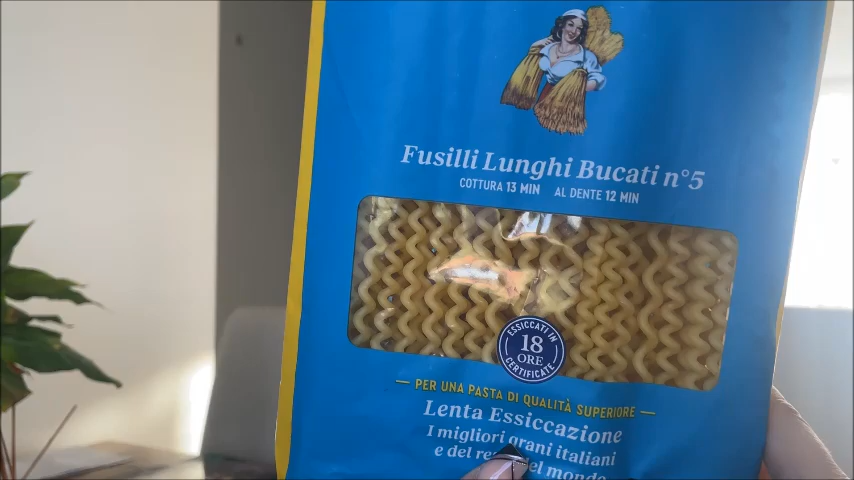 Fusilli Lunghi Bucati n°5
COTTURA 13 MIN AL DENTE 12 MIN
ESSICCATI IN
18
ORE
CERTIFICATE
PER UNA PASTA DI QUALITÀ SUPERIORE
Lenta Essiccazione
I migliori grani italiani
e del mondo